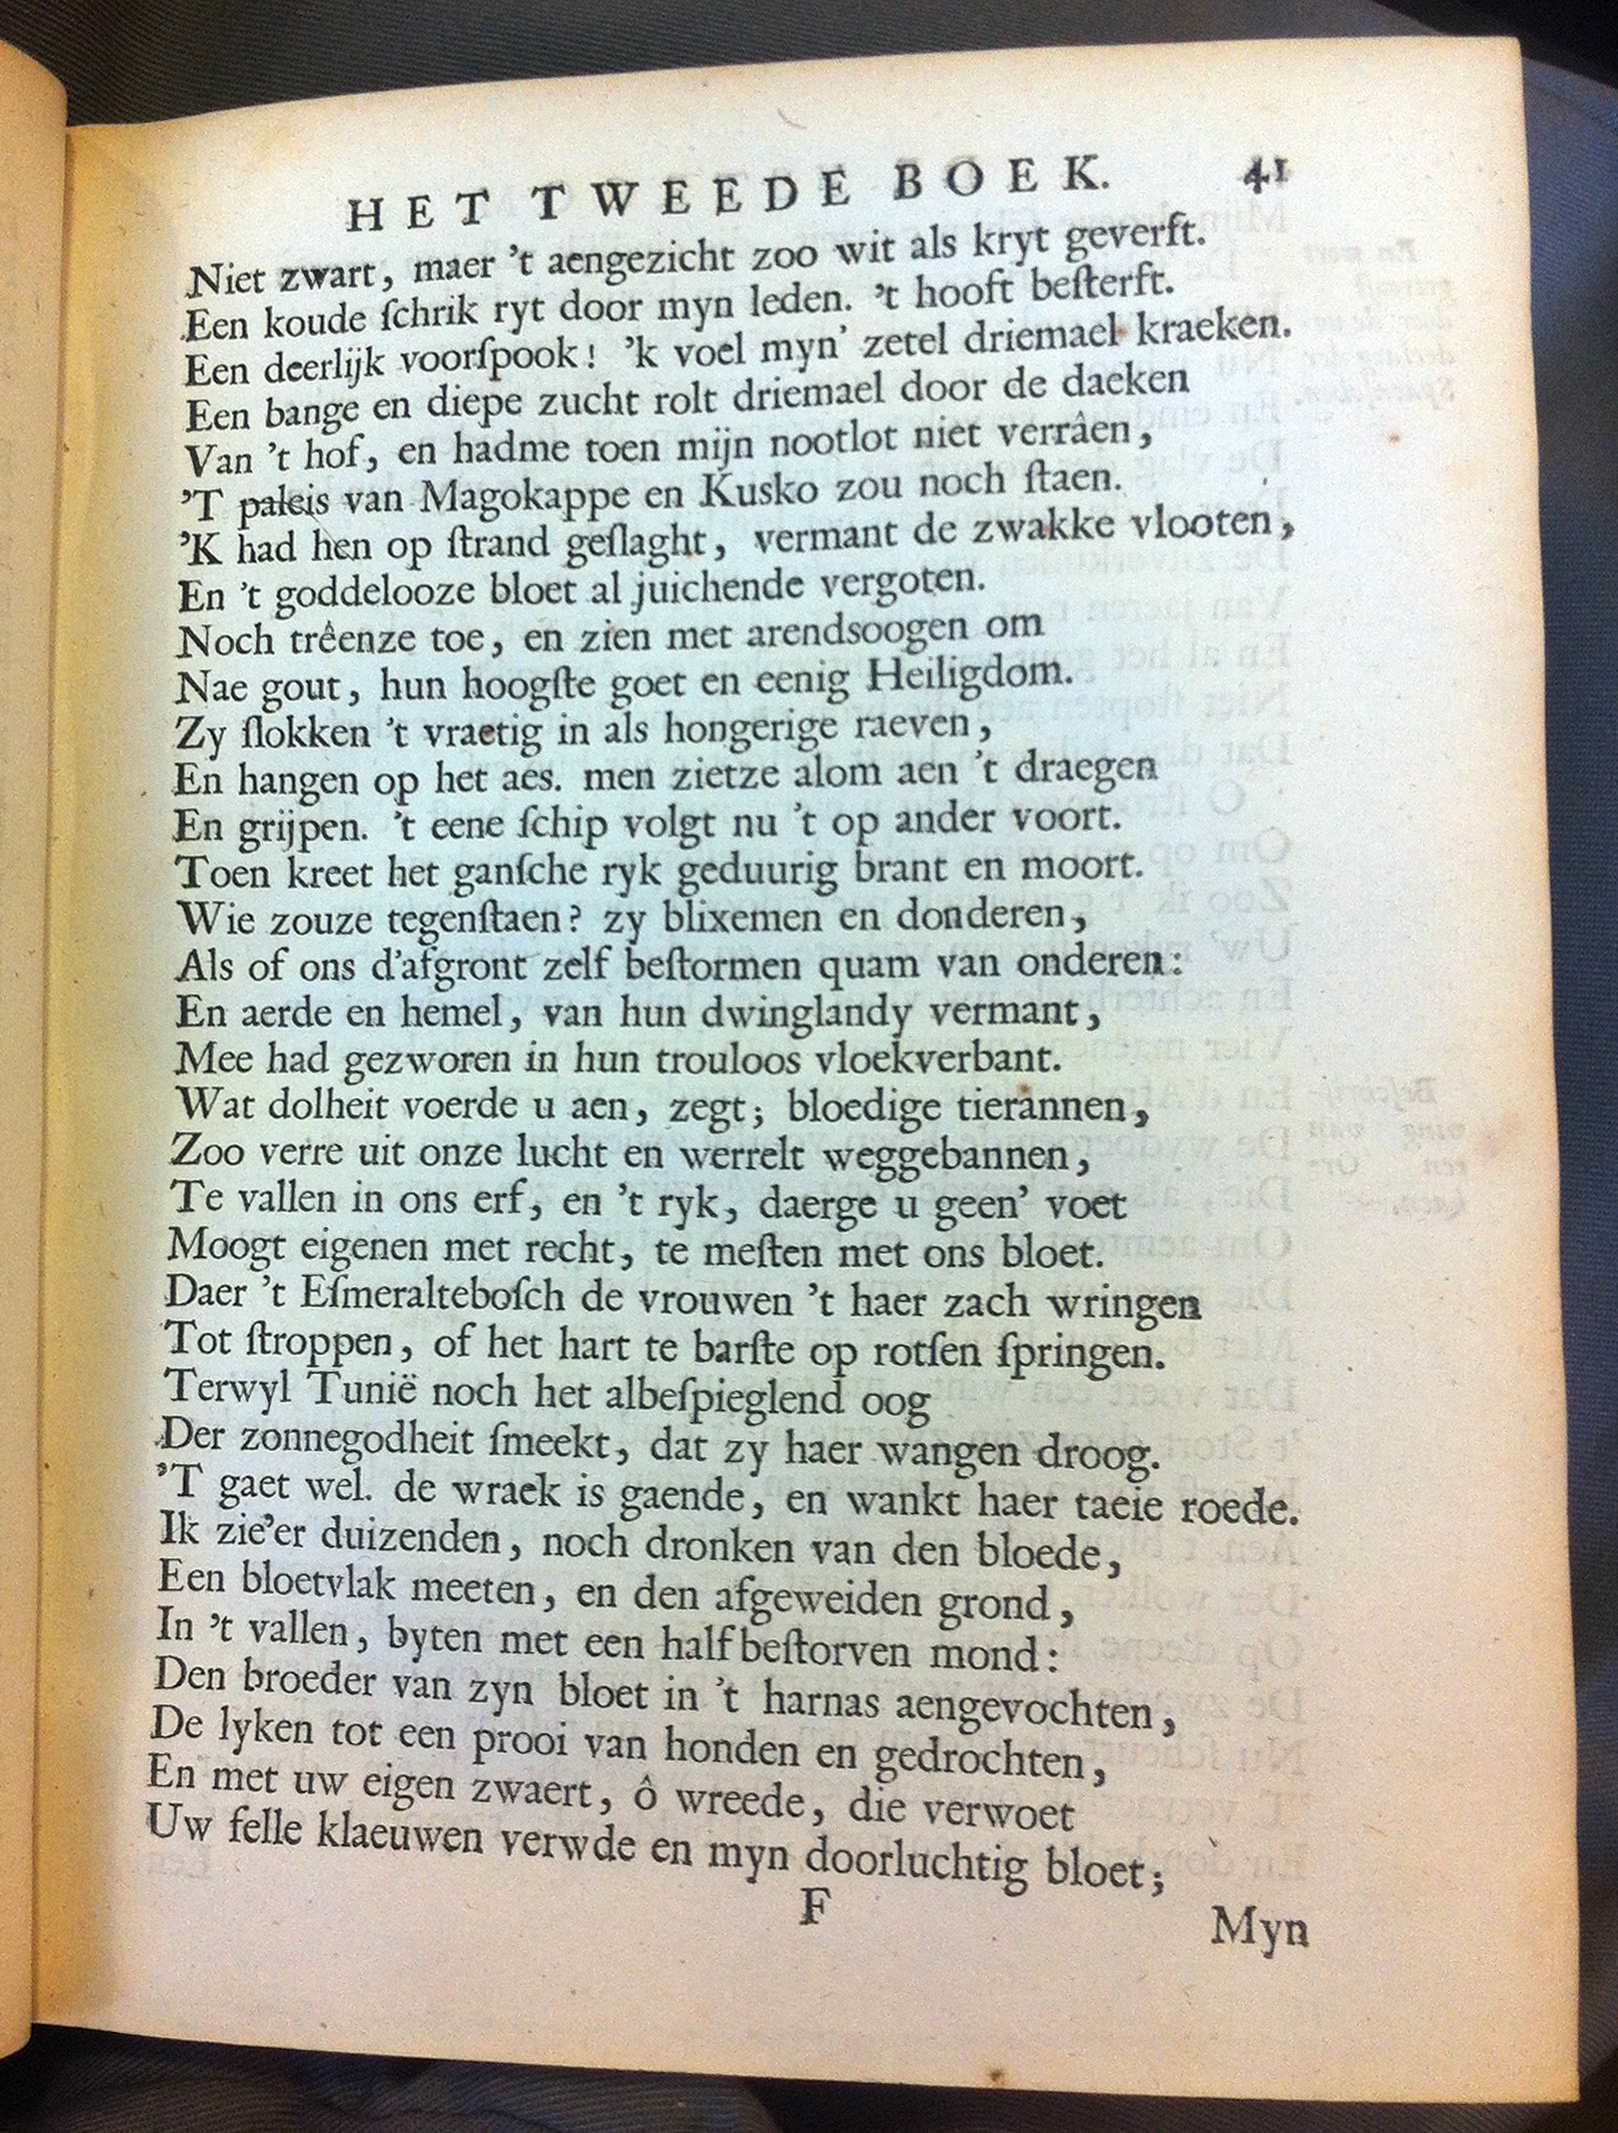 HET TWEEDE BOEK. 41
Niet zwart, maer 't aengezicht zoo wit als kryt geverft.
Een koude ſchrik ryt door myn leden. 't hooft beſterft.
Een deerlijk voorſpook! 'k voel myn' zetel driemael kraeken.
Een bange en diepe zucht rolt driemael door de daeken
Van 't hof, en hadme toen mijn nootlot niet verrâen,
'T paleis van Magokappe en Kusko zou noch ſtaen.
'K had hen op ſtrand geſlaght, vermant de zwakke vlooten,
En 't goddelooze bloet al juichende vergoten.
Noch trêenze toe, en zien met arendsoogen om
Nae gout, hun hoogſte goet en eenig Heiligdom.
Zy ſlokken 't vraetig in als hongerige raeven,
En hangen op het aes. men zietze alom aen 't draegen
En grijpen. 't eene ſchip volgt nu 't op ander voort.
Toen kreet het ganſche ryk geduurig brant en moort.
Wie zouze tegenſtaen? zy blixemen en donderen,
Als of ons d'afgront zelf beſtormen quam van onderen:
En aerde en hemel, van hun dwinglandy vermant,
Mee had gezworen in hun trouloos vloekverbant.
Wat dolheit voerde u aen, zegt; bloedige tierannen,
Zoo verre uit onze lucht en werrelt weggebannen,
Te vallen in ons erf, en 't ryk, daerge u geen' voet
Moogt eigenen met recht, te meſten met ons bloet.
Daer 't Eſmeralteboſch de vrouwen 't haer zach wringen
Tot ſtroppen, of het hart te barſte op rotſen ſpringen.
Terwyl Tunië noch het albeſpieglend oog
Der zonnegodheit ſmeekt, dat zy haer wangen droog.
'T gaet wel. de wraek is gaende, en wankt haer taeie roede.
Ik zie'er duizenden, noch dronken van den bloede,
Een bloetvlak meeten, en den afgeweiden grond,
In 't vallen, byten met een half beſtorven mond:
Den broeder van zyn bloet in 't harnas aengevochten,
De lyken tot een prooi van honden en gedrochten,
En met uw eigen zwaert, ô wreede, die verwoet
Uw felle klaeuwen verwde en myn doorluchtig bloet;
F
Myn